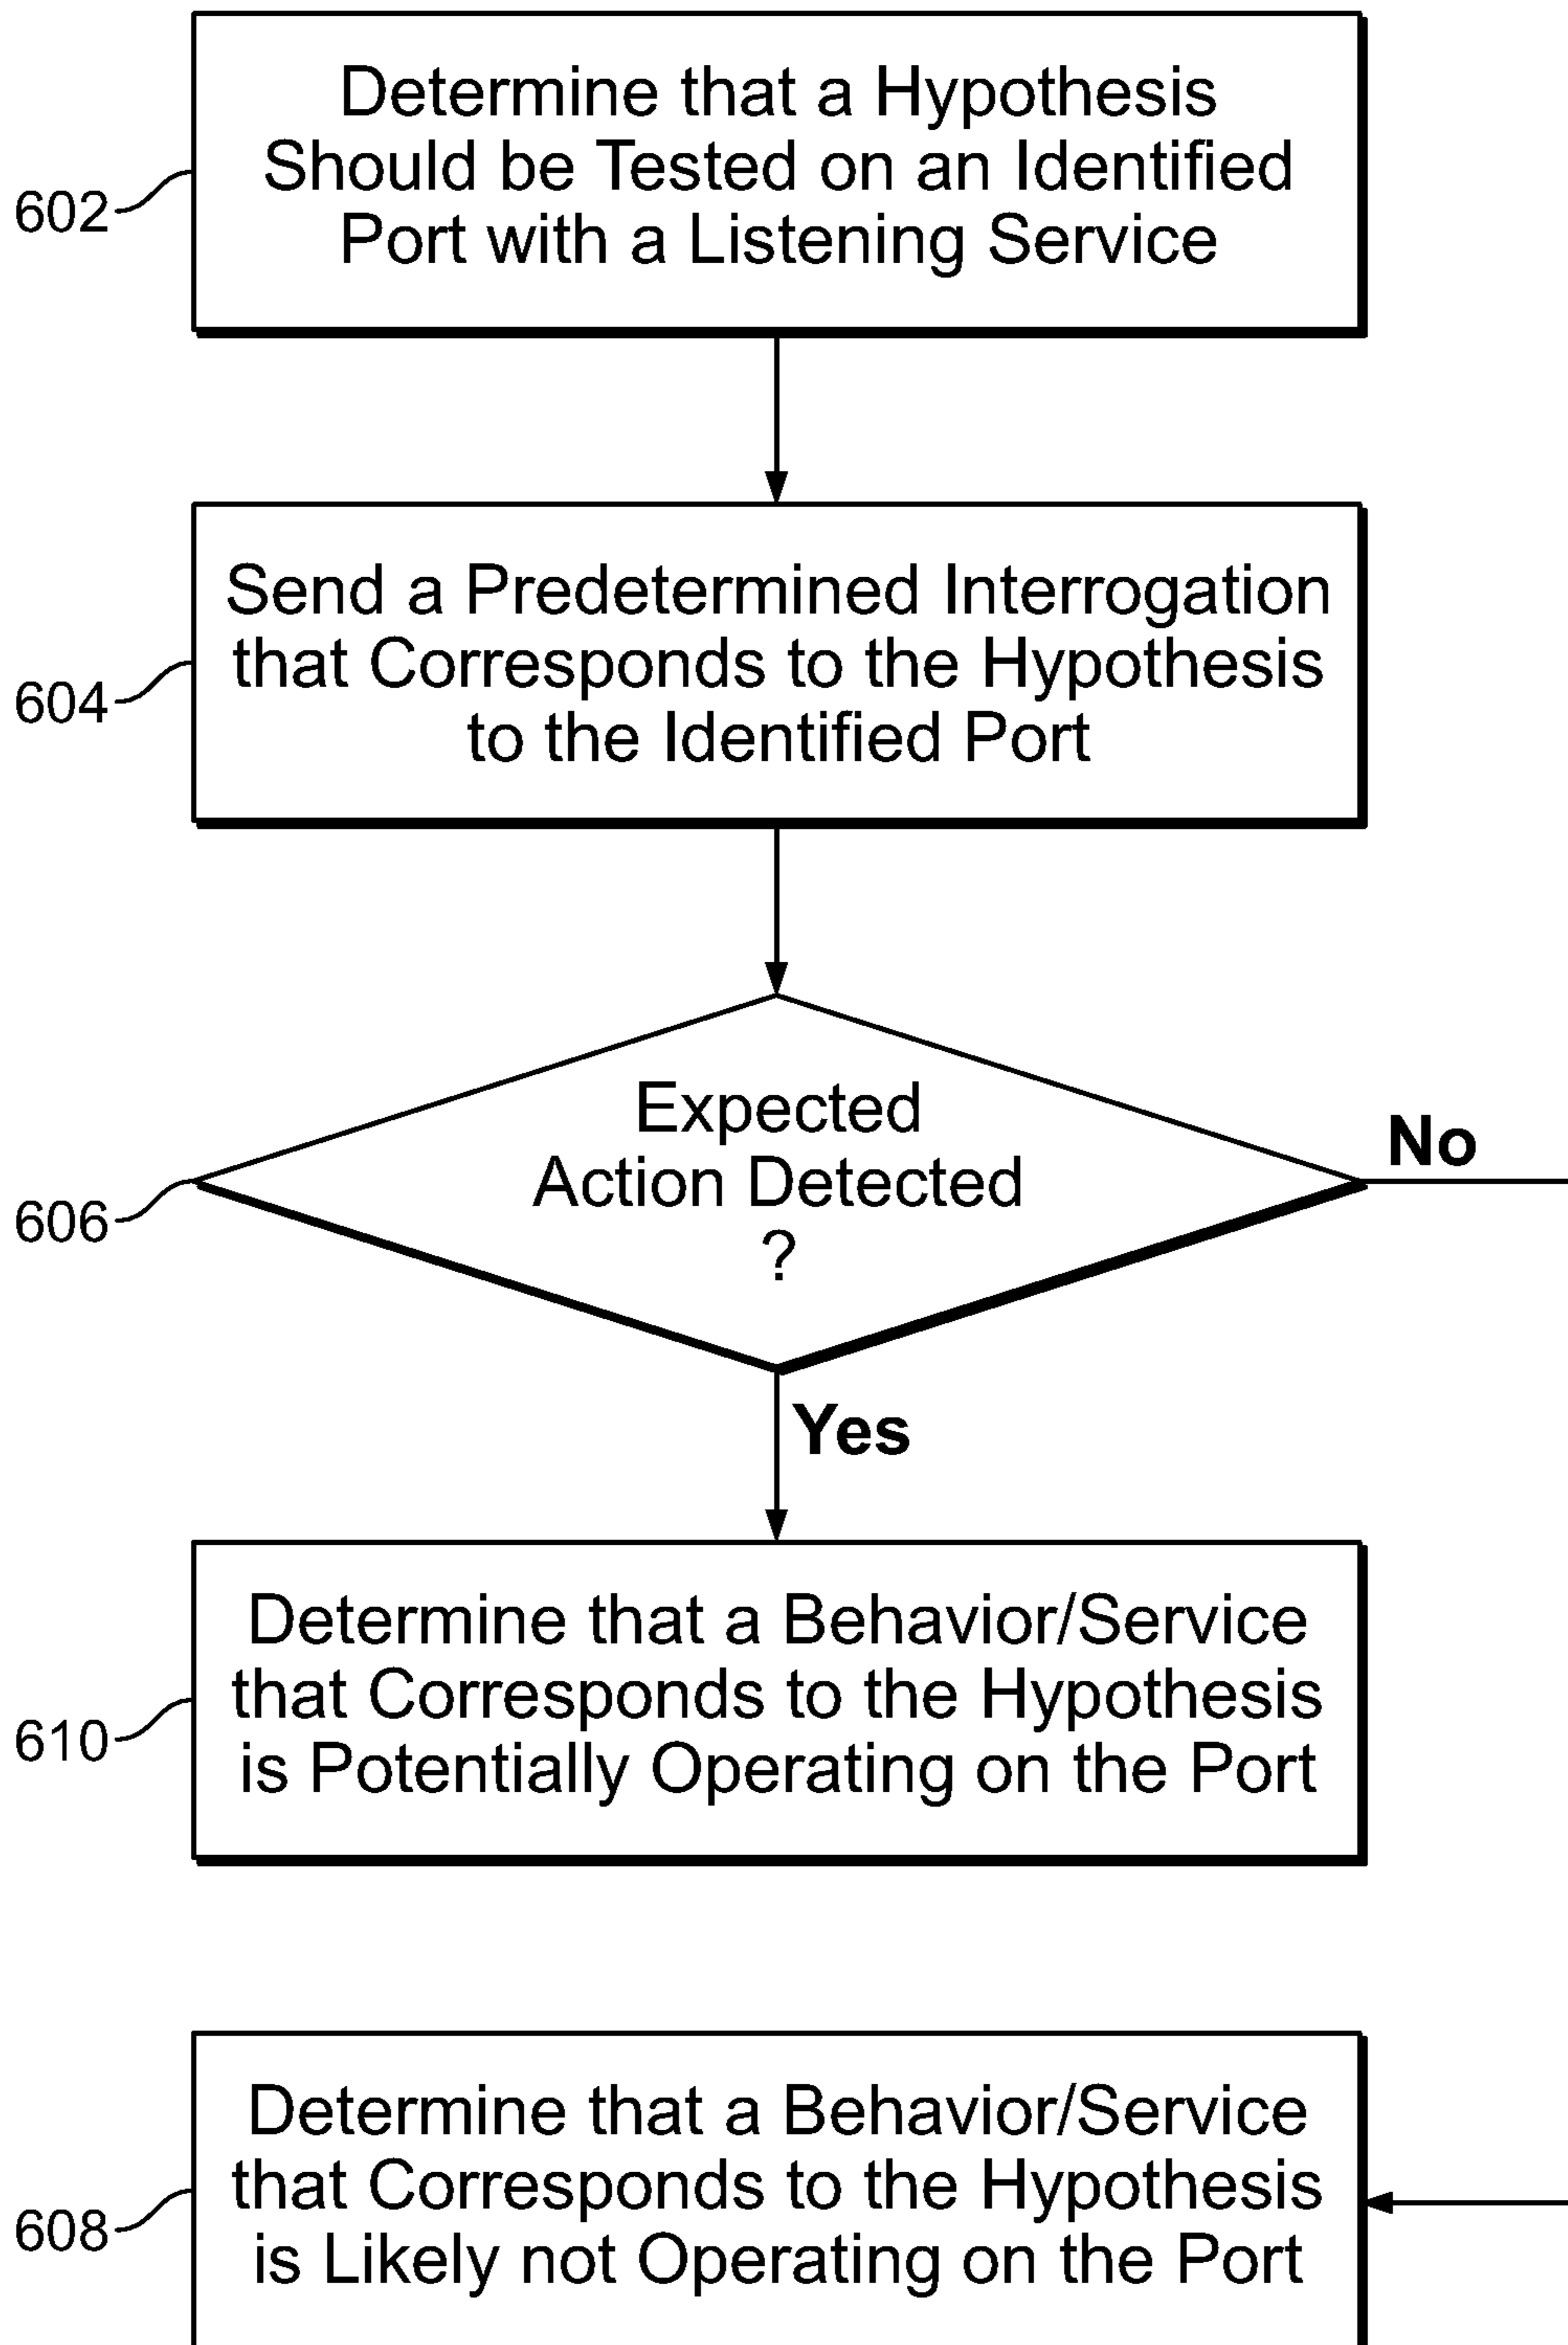 Determine that a Hypothesis
Should be Tested on an Identified
Port with a Listening Service
602
Send a Predetermined Interrogation
that Corresponds to the Hypothesis
to the Identified Port
604
Expected
Action Detected
?
606
No
Yes
Determine that a Behavior/Service
that Corresponds to the Hypothesis
is Potentially Operating on the Port
610
Determine that a Behavior/Service
that Corresponds to the Hypothesis
is Likely not Operating on the Port
608